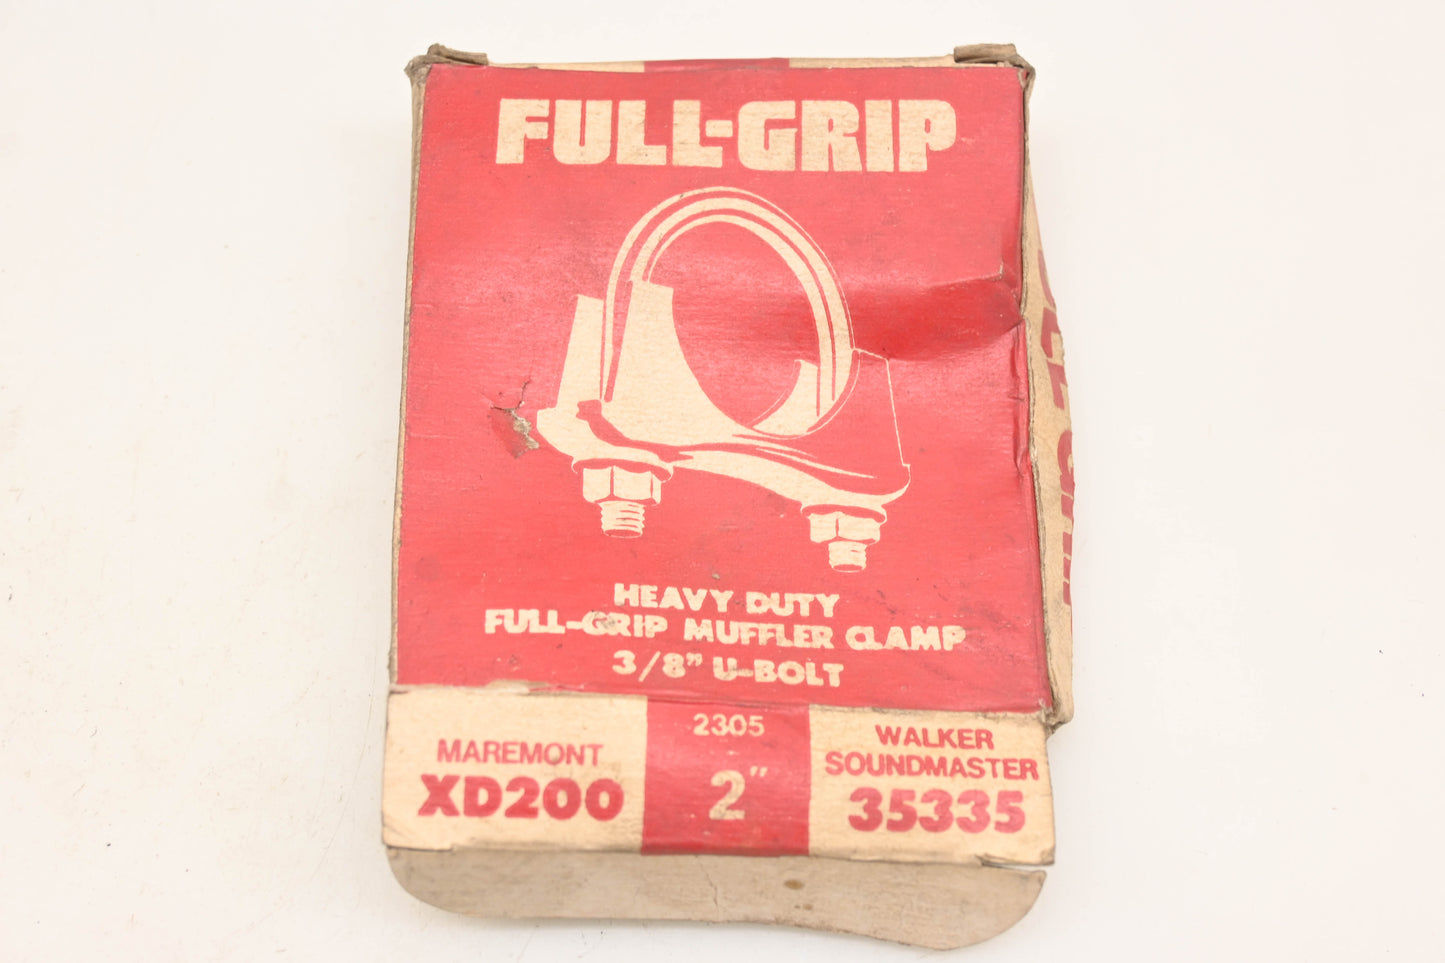 FULL-GRIP
HEAVY DUTY
FULL-GRIP MUFFLER CLAMP
3/8" U-BOLT
MAREMONT
XD200
2305
2"
WALKER
SOUNDMASTER
35335